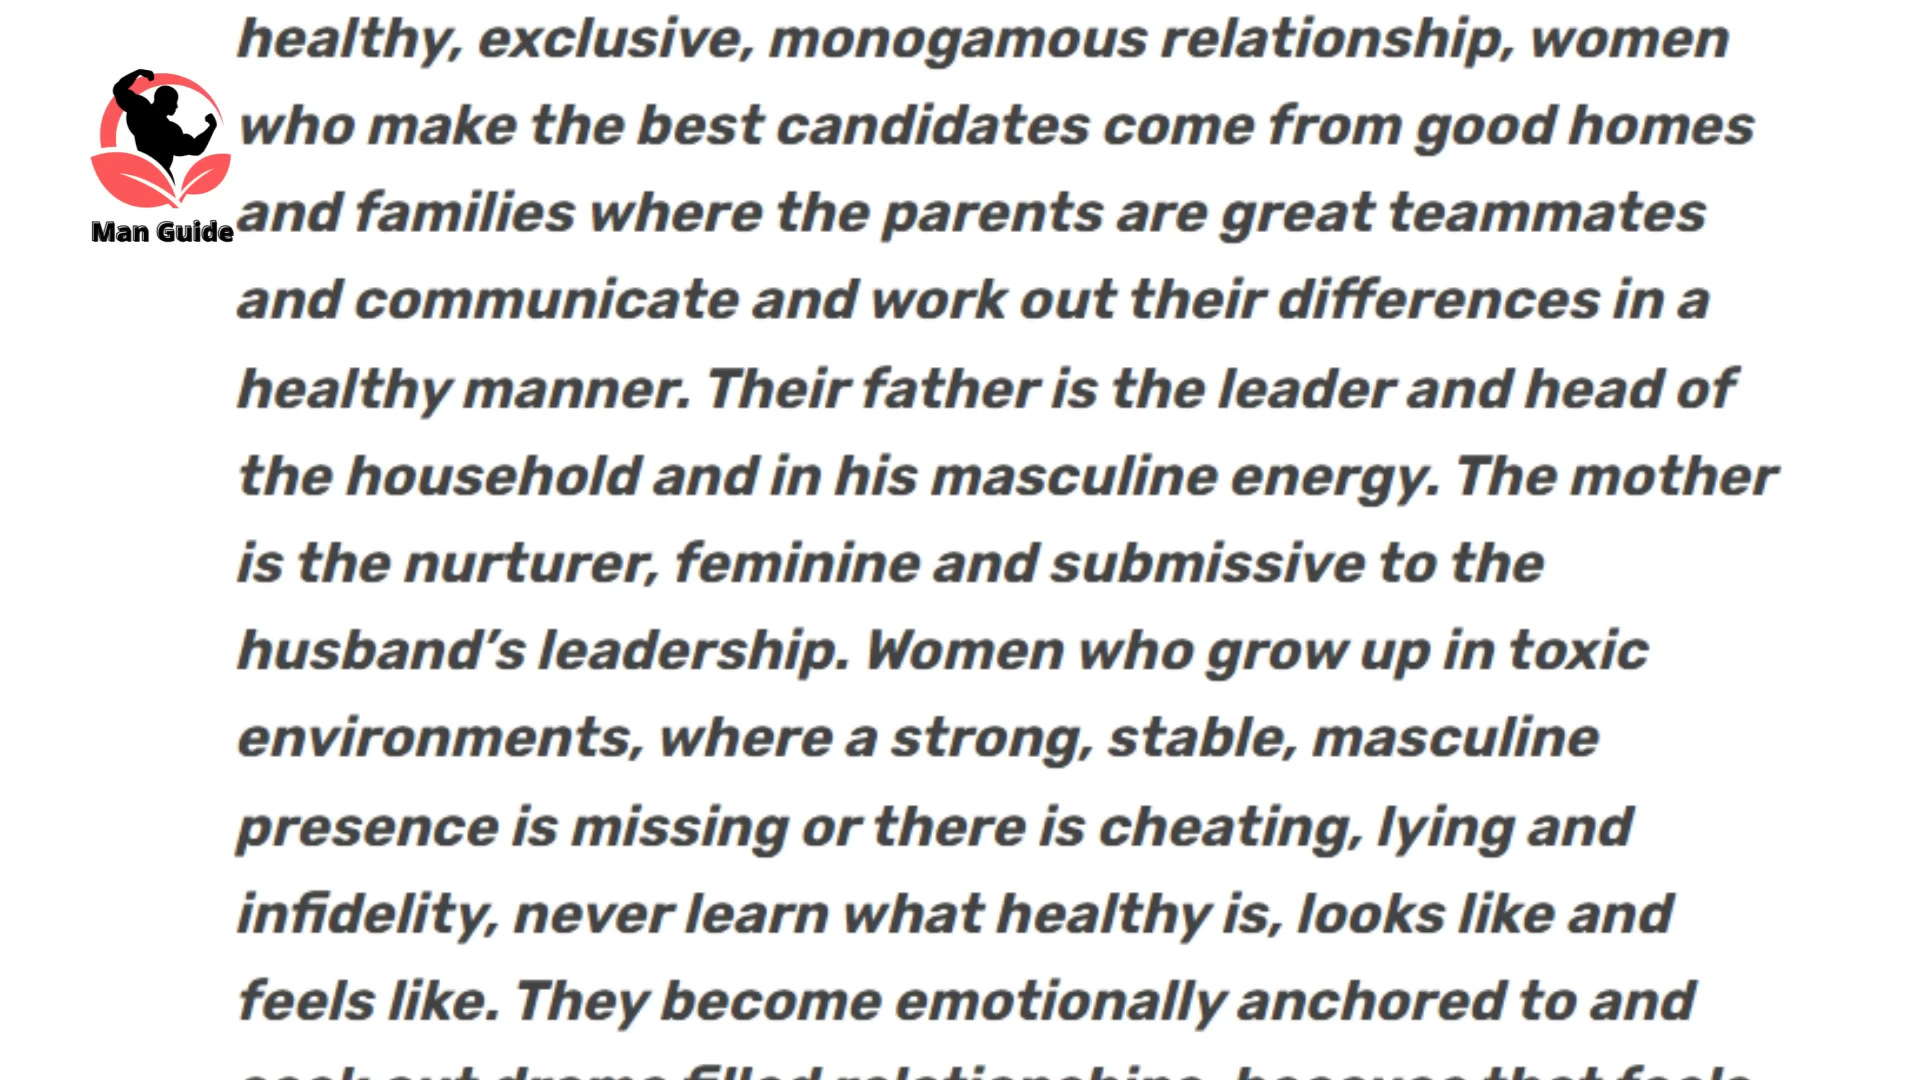 healthy, exclusive, monogamous relationship, women
who make the best candidates come from good homes
and families where the parents are great teammates
Man Guide
and communicate and work out their differences in a
healthy manner. Their father is the leader and head of
the household and in his masculine energy. The mother
is the nurturer, feminine and submissive to the
husband’s leadership. Women who grow up in toxic
environments, where a strong, stable, masculine
presence is missing or there is cheating, lying and
infidelity, never learn what healthy is, looks like and
feels like. They become emotionally anchored to and